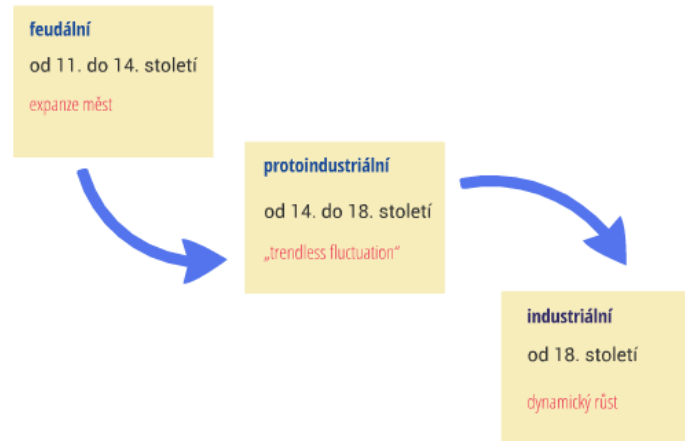 feudální
od 11. do 14. století
expanze měst
protoindustriální
od 14. do 18. století
„trendless fluctuation“
industriální
od 18. století
dynamický růst